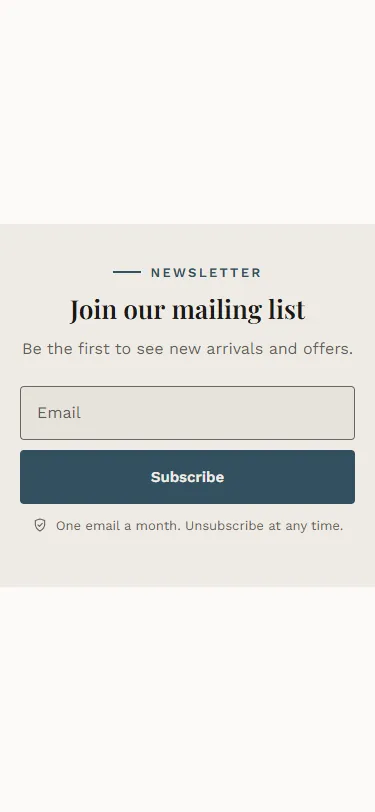 NEWSLETTER
Join our mailing list
Be the first to see new arrivals and offers.
Email
Subscribe
One email a month. Unsubscribe at any time.